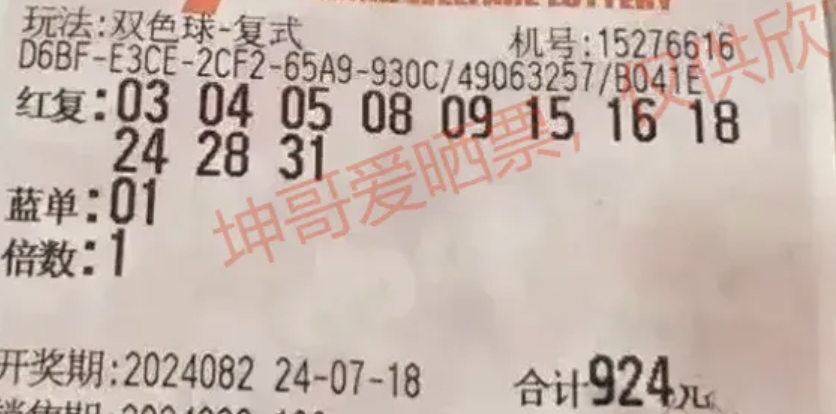 玩法:双色球-复式
机号:15276616
D6BF-E3CE-2CF2-65A9-930C/49063257/B041E
红复:03 04 05 08 09 15 16 18
24 28 31
蓝单:01
倍数:1
坤哥爱晒票，仅供欣
开奖期:2024082 24-07-18
合计924元